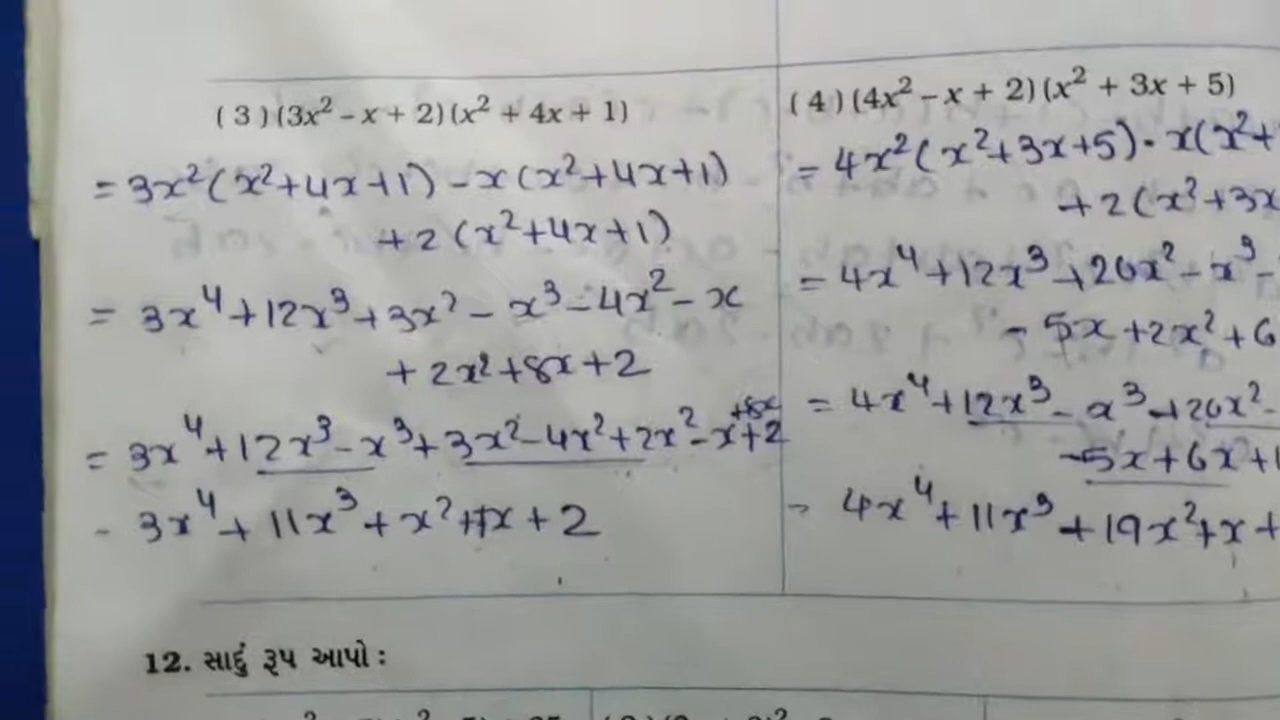 (3) (3x² – x + 2) (x² + 4x + 1)
= 3x² (x²+4x+1) – x (x²+4x+1)
+ 2 (x²+4x+1)
= 3x⁴ + 12x³ + 3x² – x³ – 4x² – x
+ 2x² + 8x + 2
= 3x⁴ + 12x³ – x³ + 3x² – 4x² + 2x² – x +8x + 2
- 3x⁴ + 11x³ + x² + 7x + 2
(4) (4x² – x + 2) (x² + 3x + 5)
= 4x² (x²+3x+5) - x(x²+
+ 2 (x²+3x
= 4x⁴ + 12x³ + 20x² – x³ –
– 5x + 2x² + 6
= 4x⁴ + 12x³ – x³ + 20x² -
-5x + 6x +
- 4x⁴ + 11x³ + 19x² + x +
12. સાદું રૂપ આપો :